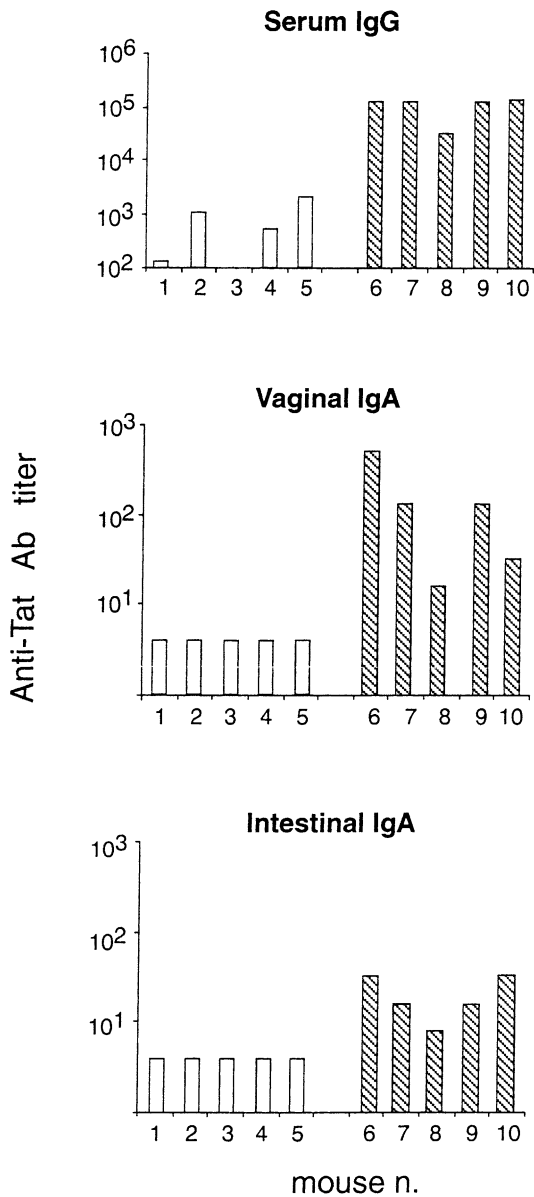 Serum IgG
10⁶
10⁵
10⁴
10³
10²
1 2 3 4 5 6 7 8 9 10
Vaginal IgA
10³
10²
10¹
1 2 3 4 5 6 7 8 9 10
Anti-Tat Ab titer
Intestinal IgA
10³
10²
10¹
1 2 3 4 5 6 7 8 9 10
mouse n.